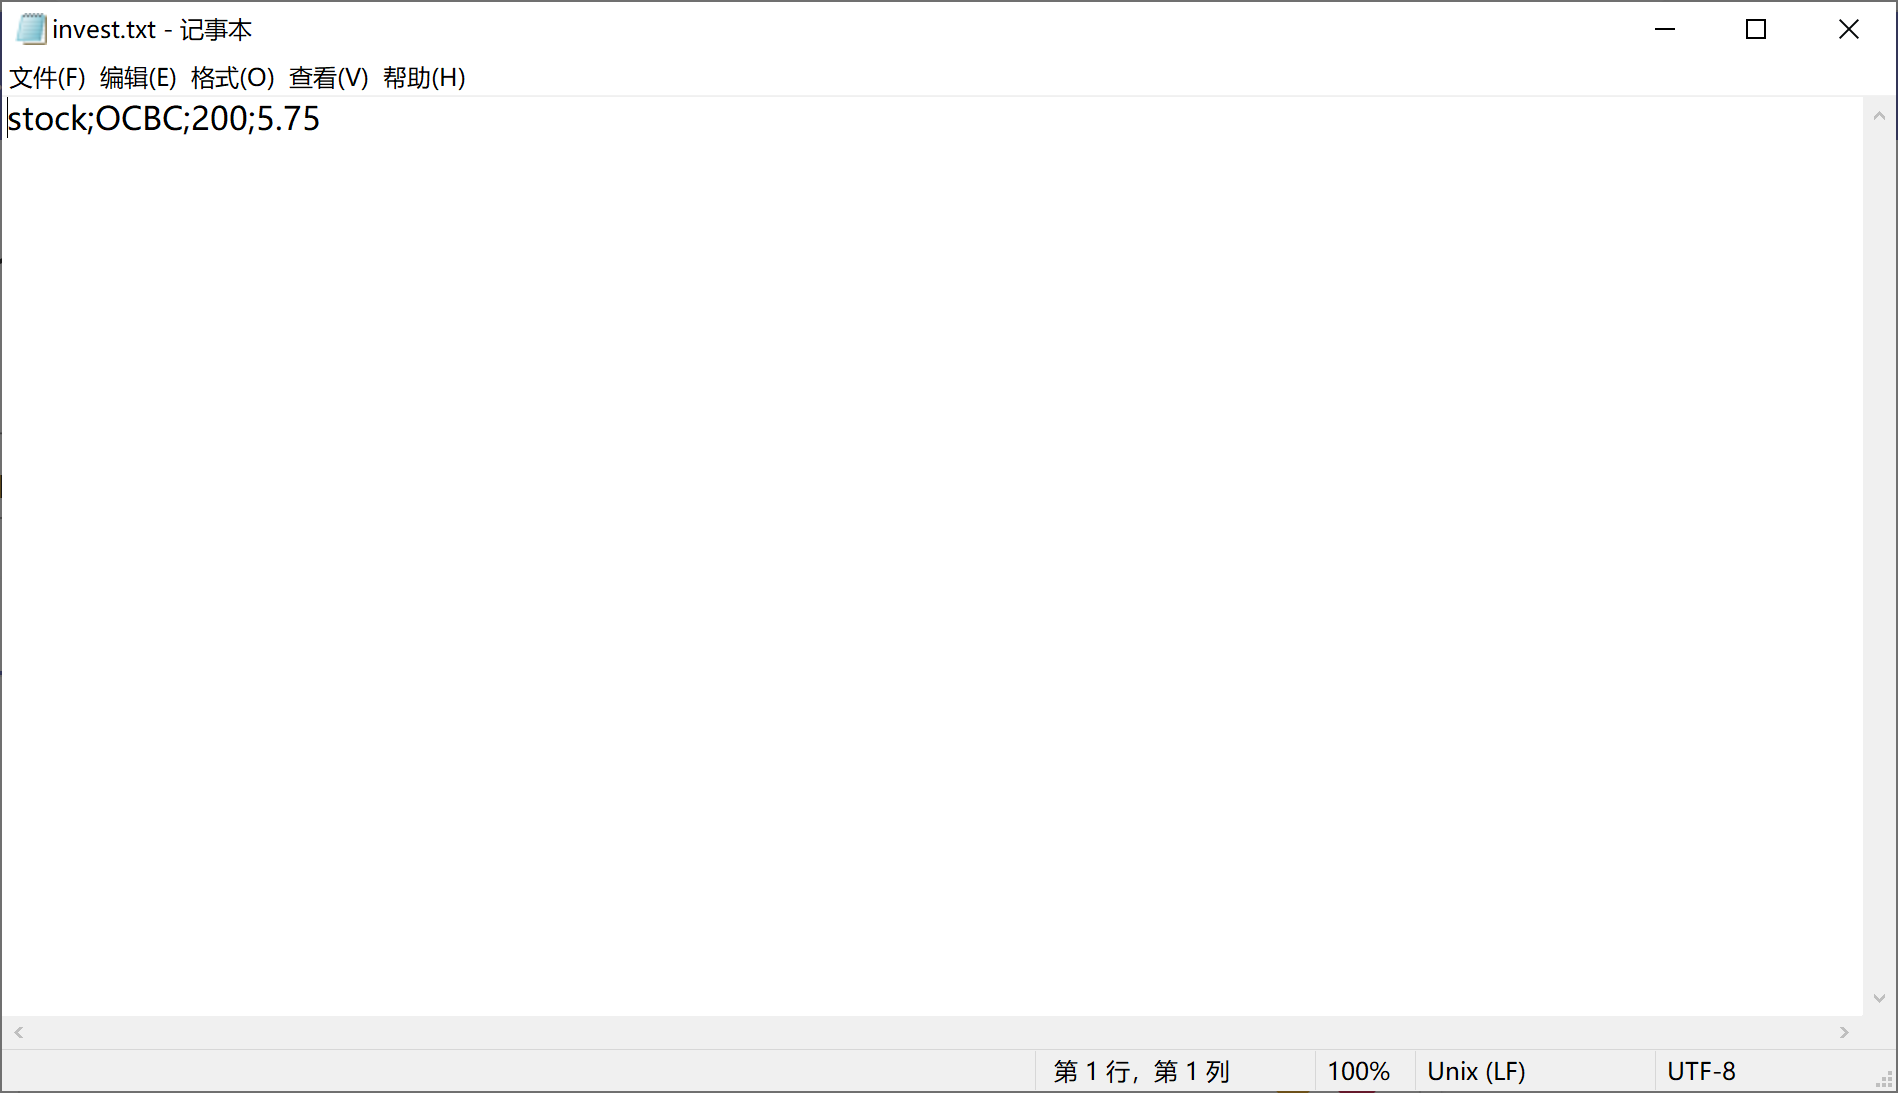 invest.txt - 记事本
文件(F) 编辑(E) 格式(O) 查看(V) 帮助(H)
stock;OCBC;200;5.75
第 1 行，第 1 列 100% Unix (LF) UTF-8